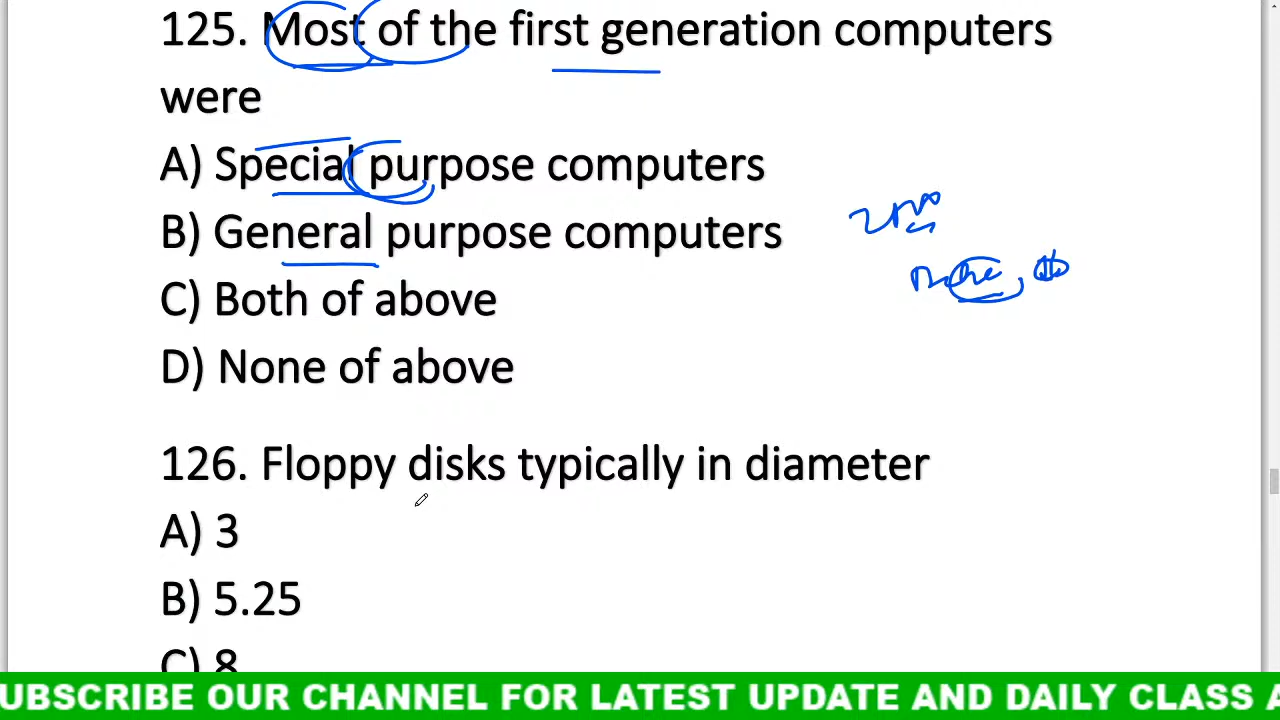 125. Most of the first generation computers
were
A) Special purpose computers
B) General purpose computers
C) Both of above
D) None of above
126. Floppy disks typically in diameter
A) 3
B) 5.25
C) 8
UBSCRIBE OUR CHANNEL FOR LATEST UPDATE AND DAILY CLASS A